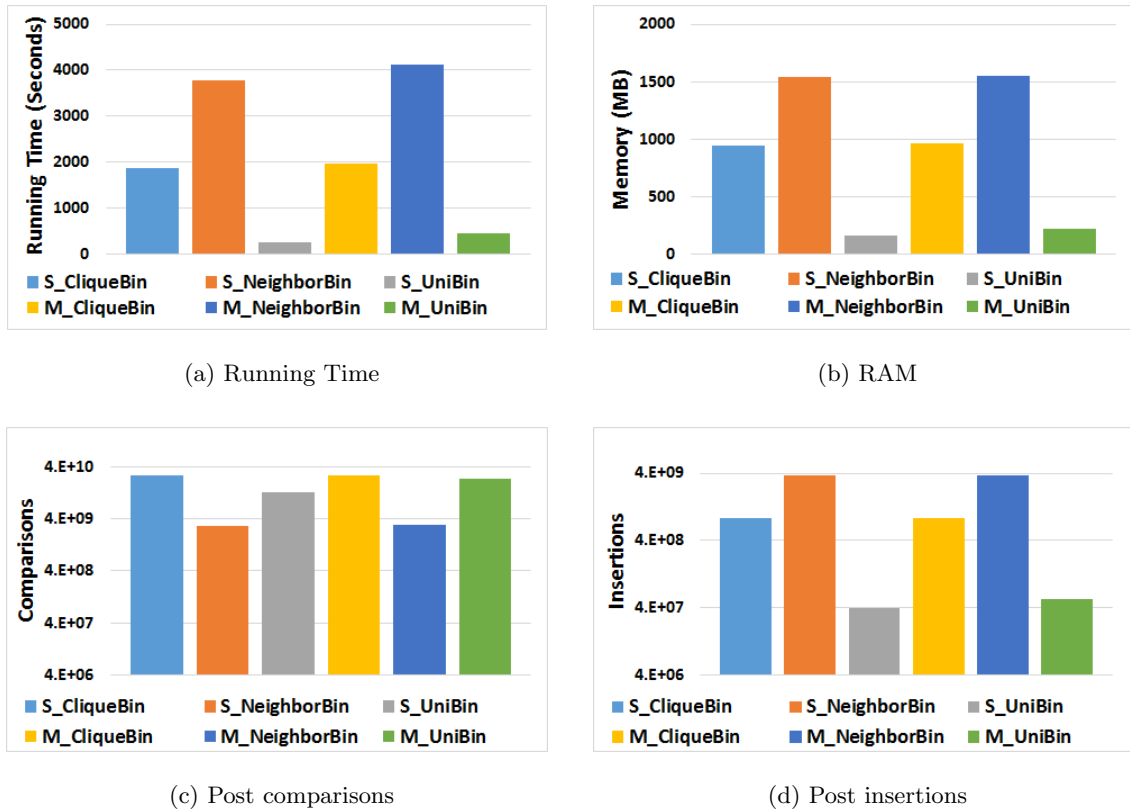 Running Time (Seconds)
5000
4000
3000
2000
1000
0
S_CliqueBin S_NeighborBin S_UniBin
M_CliqueBin M_NeighborBin M_UniBin
(a) Running Time
Memory (MB)
2000
1500
1000
500
0
S_CliqueBin S_NeighborBin S_UniBin
M_CliqueBin M_NeighborBin M_UniBin
(b) RAM
Comparisons
4.E+10
4.E+09
4.E+08
4.E+07
4.E+06
S_CliqueBin S_NeighborBin S_UniBin
M_CliqueBin M_NeighborBin M_UniBin
(c) Post comparisons
Insertions
4.E+09
4.E+08
4.E+07
4.E+06
S_CliqueBin S_NeighborBin S_UniBin
M_CliqueBin M_NeighborBin M_UniBin
(d) Post insertions